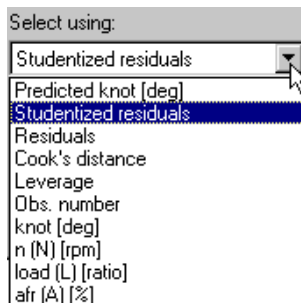 Select using:
Studentized residuals
Predicted knot [deg]
Studentized residuals
Residuals
Cook's distance
Leverage
Obs. number
knot [deg]
n (N) [rpm]
load (L) [ratio]
afr (A) [%]